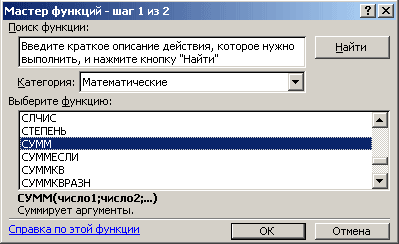 Мастер функций - шаг 1 из 2
Поиск функции:
Введите краткое описание действия, которое нужно
выполнить, и нажмите кнопку "Найти"
Найти
Категория: Математические
Выберите функцию:
СЛЧИС
СТЕПЕНЬ
СУММ
СУММЕСЛИ
СУММКВ
СУММКВРАЗН
СУММ(число1;число2;...)
Суммирует аргументы.
Справка по этой функции
ОК
Отмена